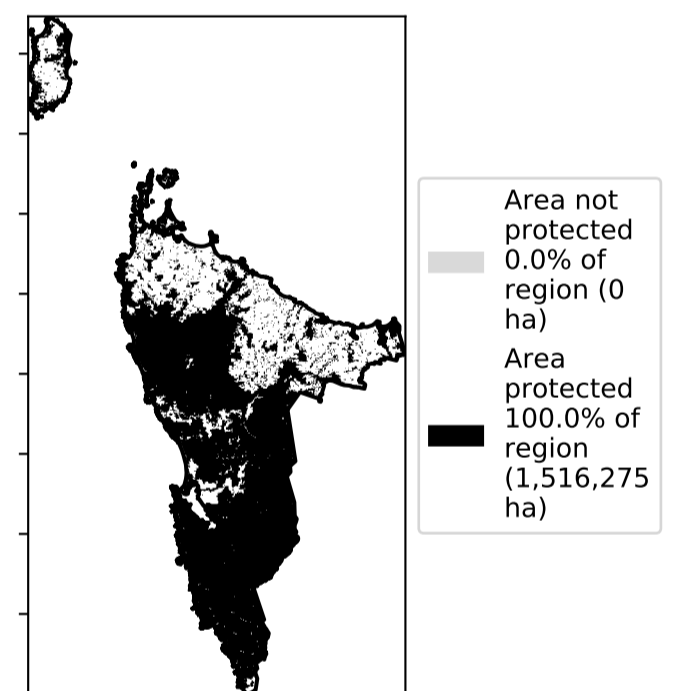 Area not
protected
0.0% of
region (0
ha)
Area
protected
100.0% of
region
(1,516,275
ha)